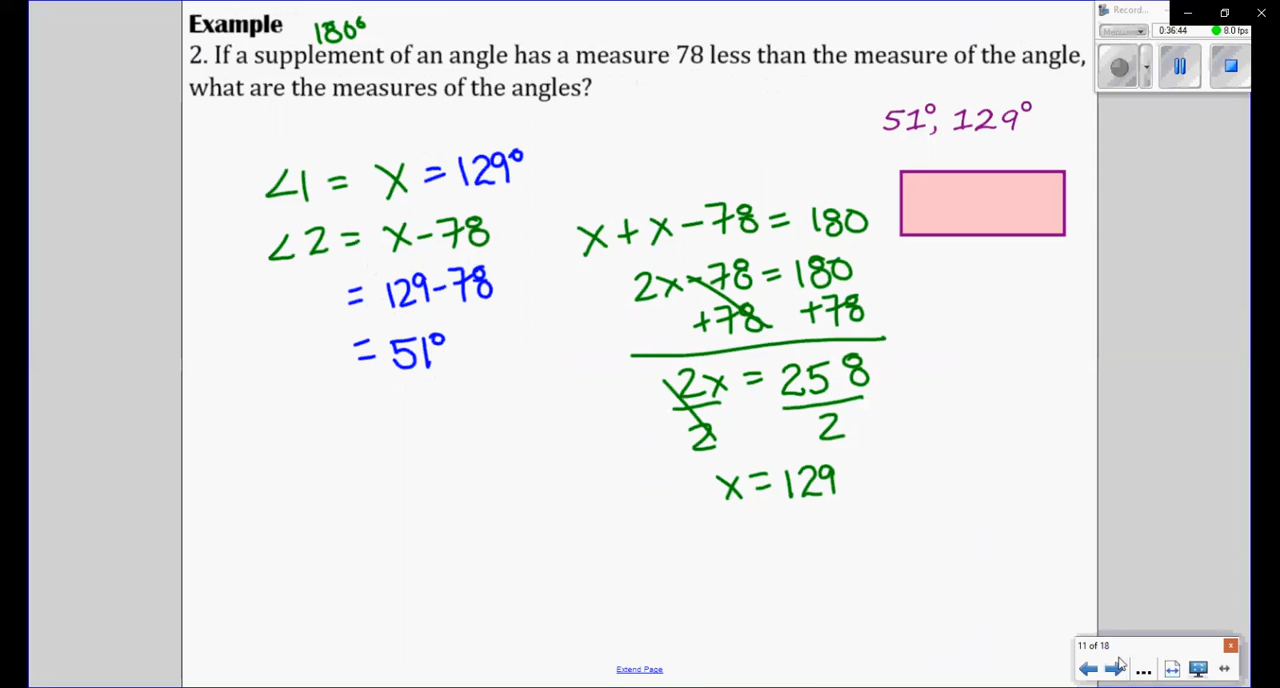 Example 180°
2. If a supplement of an angle has a measure 78 less than the measure of the angle,
what are the measures of the angles?
51°, 129°
∠1 = x = 129°
∠2 = x-78
= 129-78
= 51°
x + x - 78 = 180
2x - 78 = 180
+78 +78
2x = 258
2 2
x = 129
Extend Page
Record...
0:36:44 8.0 fps
11 of 18